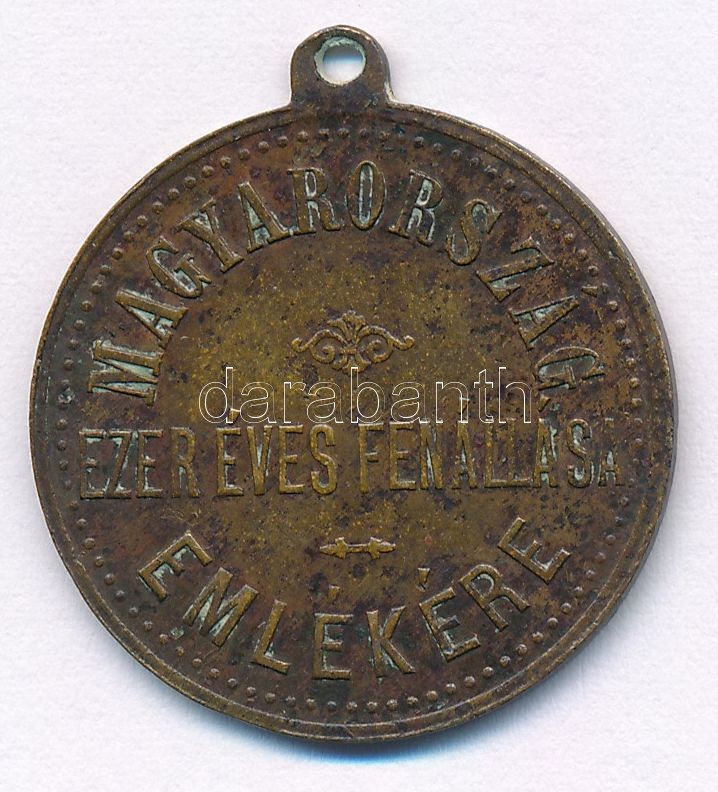 MAGYARORSZÁG
darabanth
EZER ÉVES FENÁLLÁSA
EMLÉKÉRE